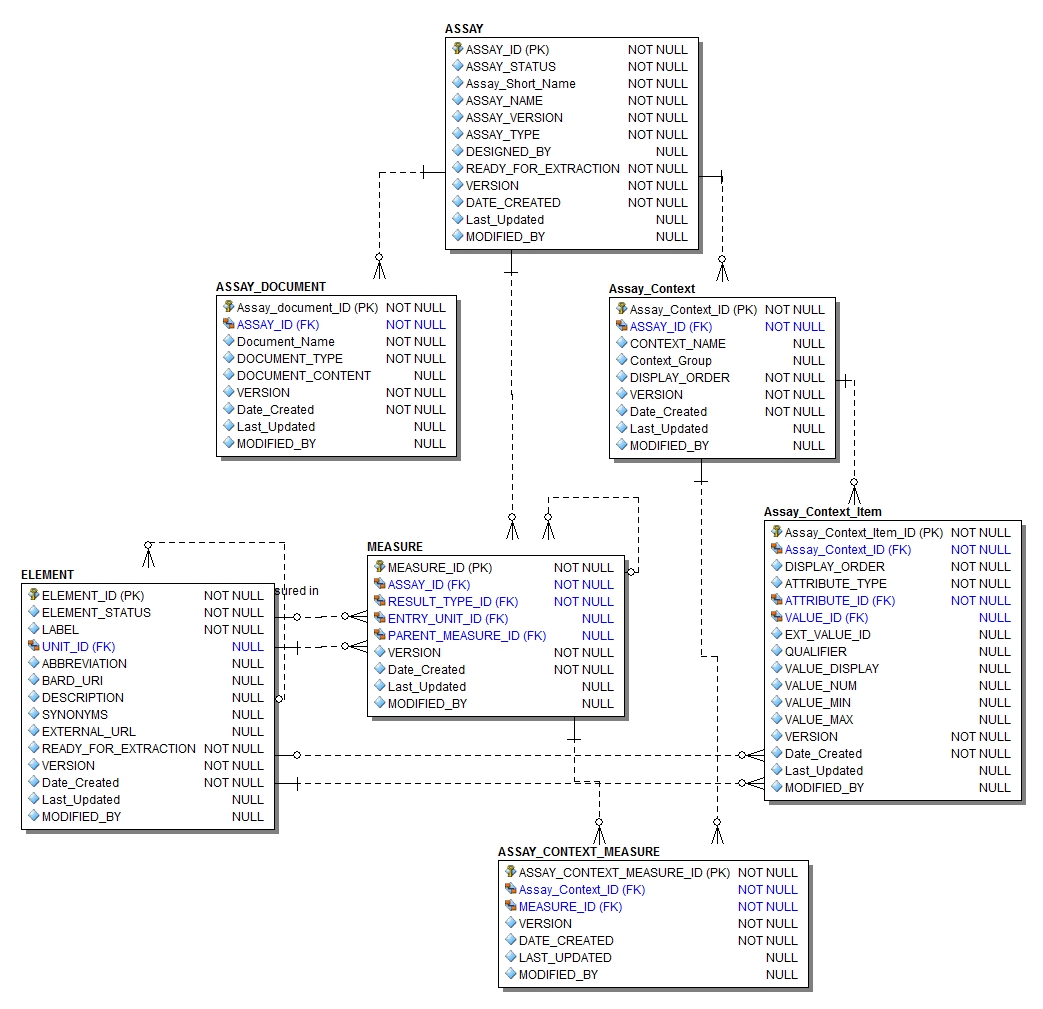 ASSAY
ASSAY_ID (PK) NOT NULL
ASSAY_STATUS NOT NULL
Assay_Short_Name NOT NULL
ASSAY_NAME NOT NULL
ASSAY_VERSION NOT NULL
ASSAY_TYPE NOT NULL
DESIGNED_BY NULL
READY_FOR_EXTRACTION NOT NULL
VERSION NOT NULL
DATE_CREATED NOT NULL
Last_Updated NULL
MODIFIED_BY NULL
ASSAY_DOCUMENT
Assay_document_ID (PK) NOT NULL
ASSAY_ID (FK) NOT NULL
Document_Name NOT NULL
DOCUMENT_TYPE NOT NULL
DOCUMENT_CONTENT NULL
VERSION NOT NULL
Date_Created NOT NULL
Last_Updated NULL
MODIFIED_BY NULL
Assay_Context
Assay_Context_ID (PK) NOT NULL
ASSAY_ID (FK) NOT NULL
CONTEXT_NAME NULL
Context_Group NULL
DISPLAY_ORDER NOT NULL
VERSION NOT NULL
Date_Created NOT NULL
Last_Updated NULL
MODIFIED_BY NULL
Assay_Context_Item
Assay_Context_Item_ID (PK) NOT NULL
Assay_Context_ID (FK) NOT NULL
DISPLAY_ORDER NOT NULL
ATTRIBUTE_TYPE NOT NULL
ATTRIBUTE_ID (FK) NOT NULL
VALUE_ID (FK) NULL
EXT_VALUE_ID NULL
QUALIFIER NULL
VALUE_DISPLAY NULL
VALUE_NUM NULL
VALUE_MIN NULL
VALUE_MAX NULL
VERSION NOT NULL
Date_Created NOT NULL
Last_Updated NULL
MODIFIED_BY NULL
MEASURE
MEASURE_ID (PK) NOT NULL
ASSAY_ID (FK) NOT NULL
RESULT_TYPE_ID (FK) NOT NULL
ENTRY_UNIT_ID (FK) NULL
PARENT_MEASURE_ID (FK) NULL
VERSION NOT NULL
Date_Created NOT NULL
Last_Updated NULL
MODIFIED_BY NULL
ELEMENT
ELEMENT_ID (PK) NOT NULL
ELEMENT_STATUS NOT NULL
LABEL NOT NULL
UNIT_ID (FK) NULL
ABBREVIATION NULL
BARD_URI NULL
DESCRIPTION NULL
SYNONYMS NULL
EXTERNAL_URL NULL
READY_FOR_EXTRACTION NOT NULL
VERSION NOT NULL
Date_Created NOT NULL
Last_Updated NULL
MODIFIED_BY NULL
sured in
ASSAY_CONTEXT_MEASURE
ASSAY_CONTEXT_MEASURE_ID (PK) NOT NULL
Assay_Context_ID (FK) NOT NULL
MEASURE_ID (FK) NOT NULL
VERSION NOT NULL
DATE_CREATED NOT NULL
LAST_UPDATED NULL
MODIFIED_BY NULL